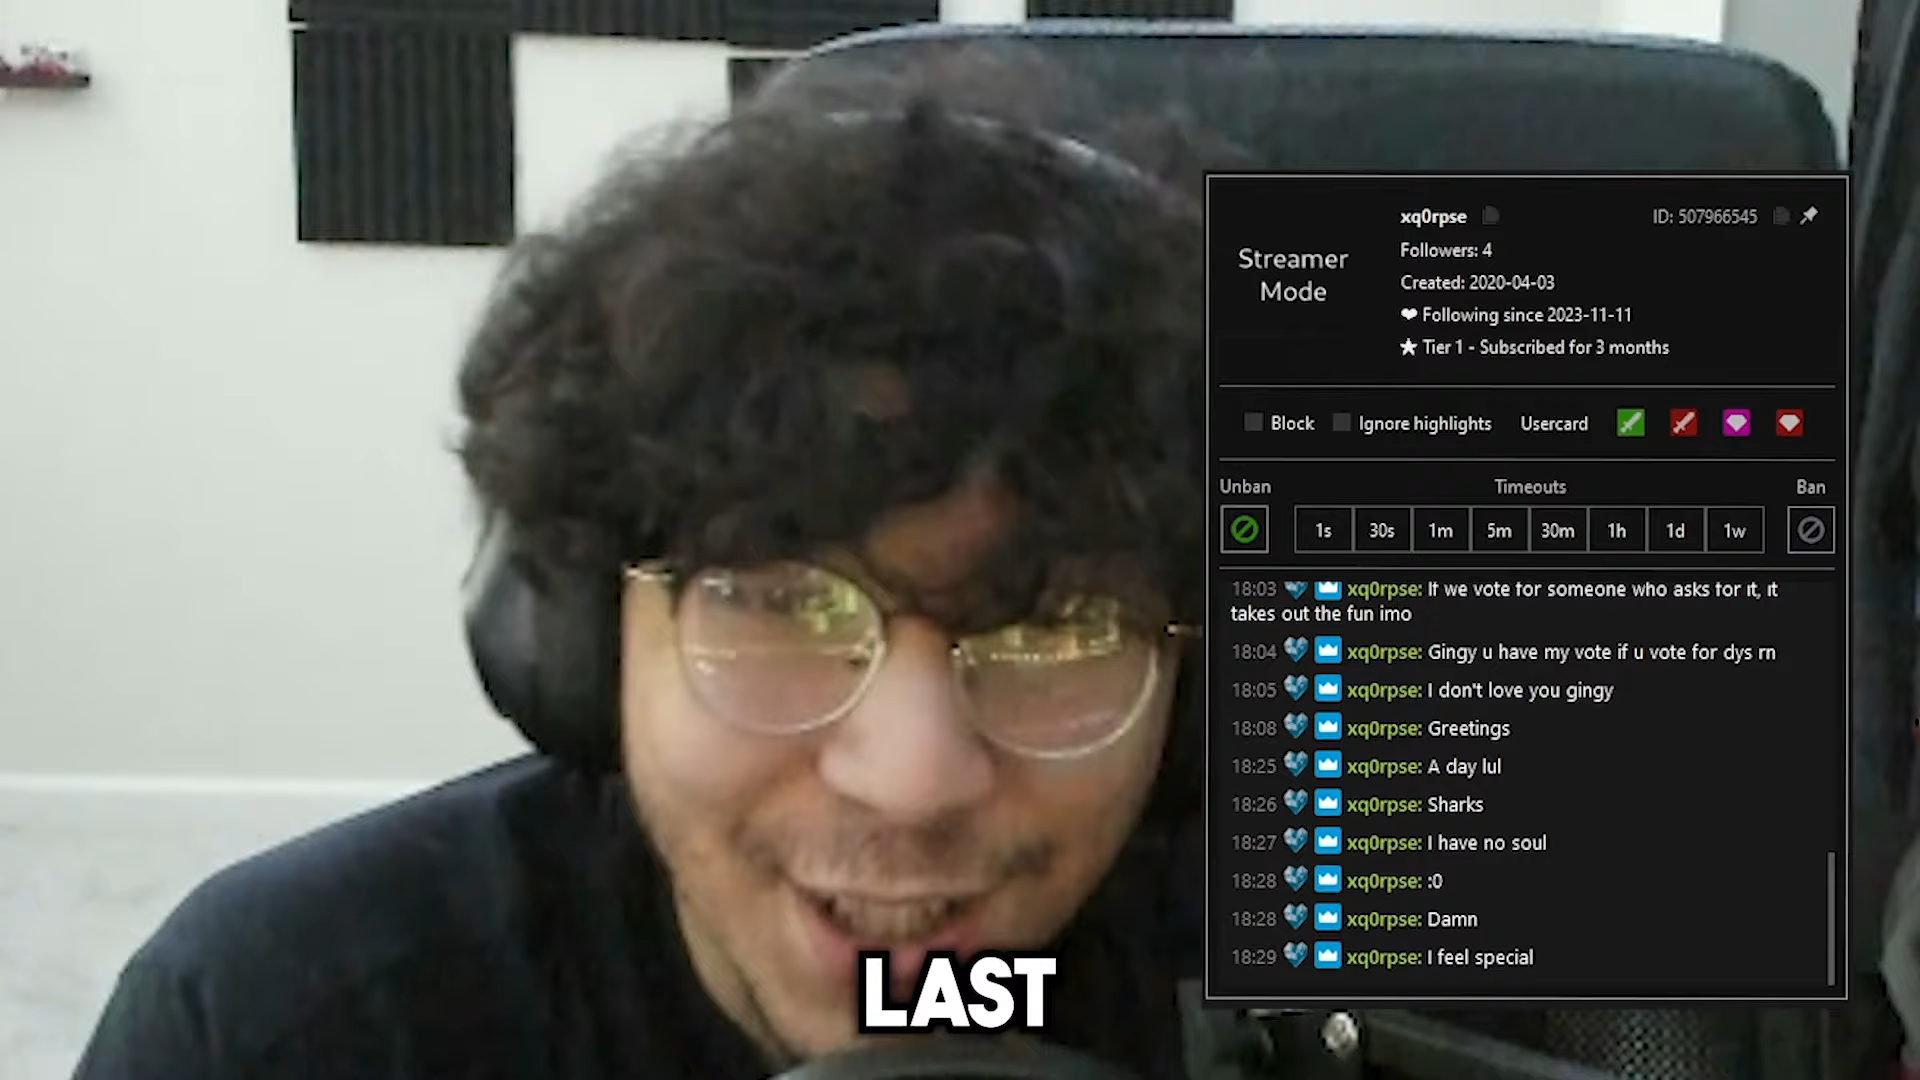 xq0rpse
ID: 507966545
Followers: 4
Streamer
Mode
Created: 2020-04-03
Following since 2023-11-11
Tier 1 - Subscribed for 3 months
Block
Ignore highlights
Usercard
Unban
Timeouts
Ban
1s 30s 1m 5m 30m 1h 1d 1w
18:03 xq0rpse: If we vote for someone who asks for it, it
takes out the fun imo
18:04 xq0rpse: Gingy u have my vote if u vote for dys rn
18:05 xq0rpse: I don't love you gingy
18:08 xq0rpse: Greetings
18:25 xq0rpse: A day lul
18:26 xq0rpse: Sharks
18:27 xq0rpse: I have no soul
18:28 xq0rpse: :0
18:28 xq0rpse: Damn
18:29 xq0rpse: I feel special
LAST